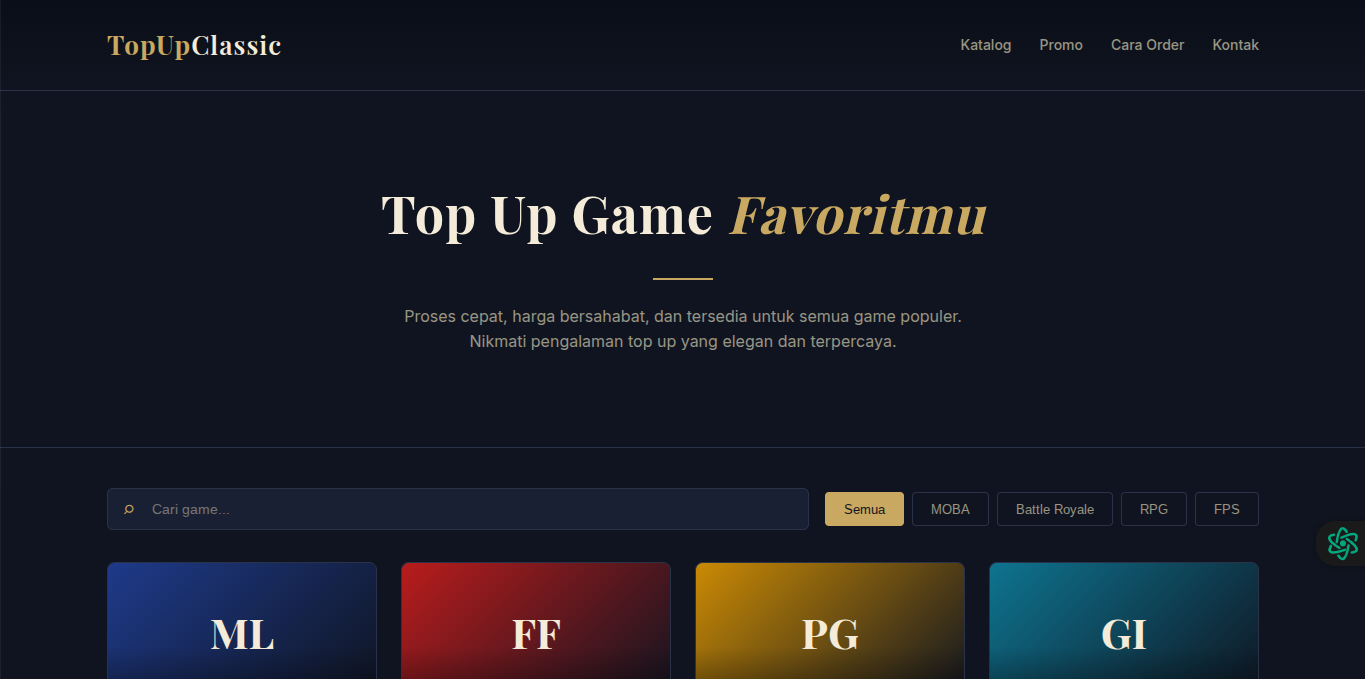 TopUpClassic
Katalog Promo Cara Order Kontak
Top Up Game Favoritmu
Proses cepat, harga bersahabat, dan tersedia untuk semua game populer.
Nikmati pengalaman top up yang elegan dan terpercaya.
Cari game... Semua MOBA Battle Royale RPG FPS
ML FF PG GI